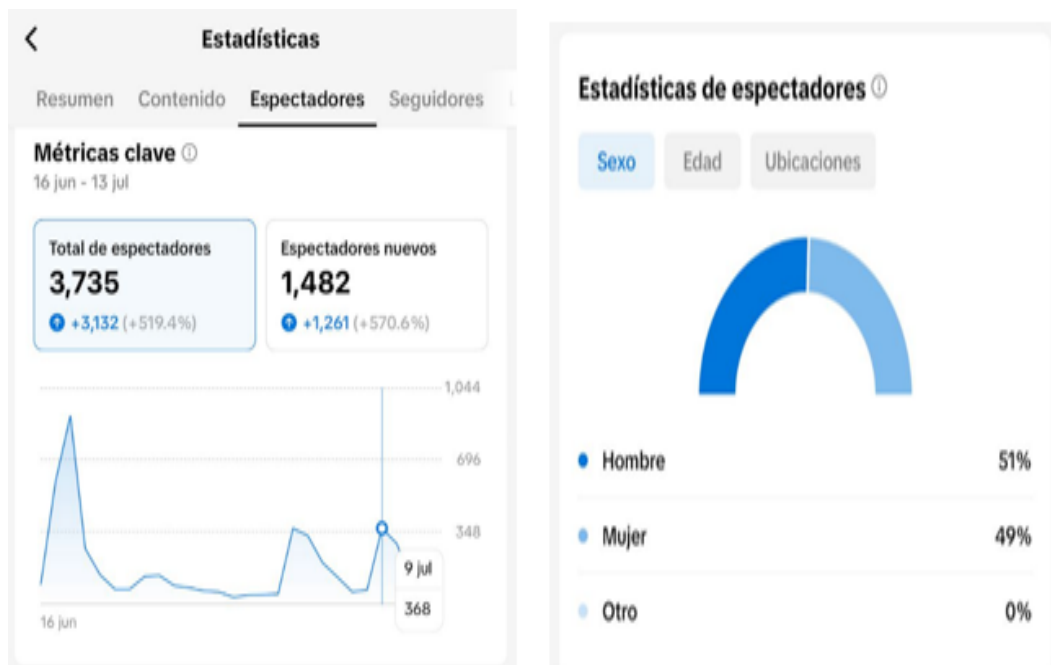 Estadísticas
Resumen Contenido Espectadores Seguidores
Métricas clave
16 jun - 13 jul
Total de espectadores
3,735
+3,132 (+519.4%)
Espectadores nuevos
1,482
+1,261 (+570.6%)
1,044
696
348
9 jul
368
16 jun
Estadísticas de espectadores
Sexo Edad Ubicaciones
Hombre 51%
Mujer 49%
Otro 0%